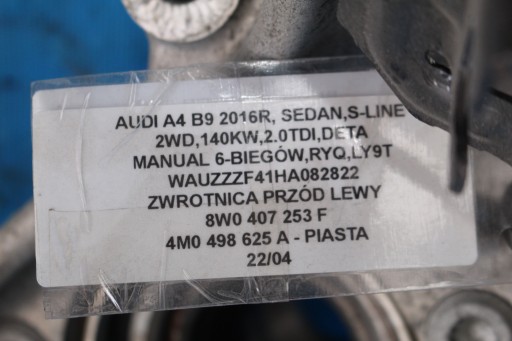 AUDI A4 B9 2016R, SEDAN,S-LINE
2WD,140KW,2.0TDI,DETA
MANUAL 6-BIEGÓW,RYQ,LY9T
WAUZZZF41HA082822
ZWROTNICA PRZÓD LEWY
8W0 407 253 F
4M0 498 625 A - PIASTA
22/04